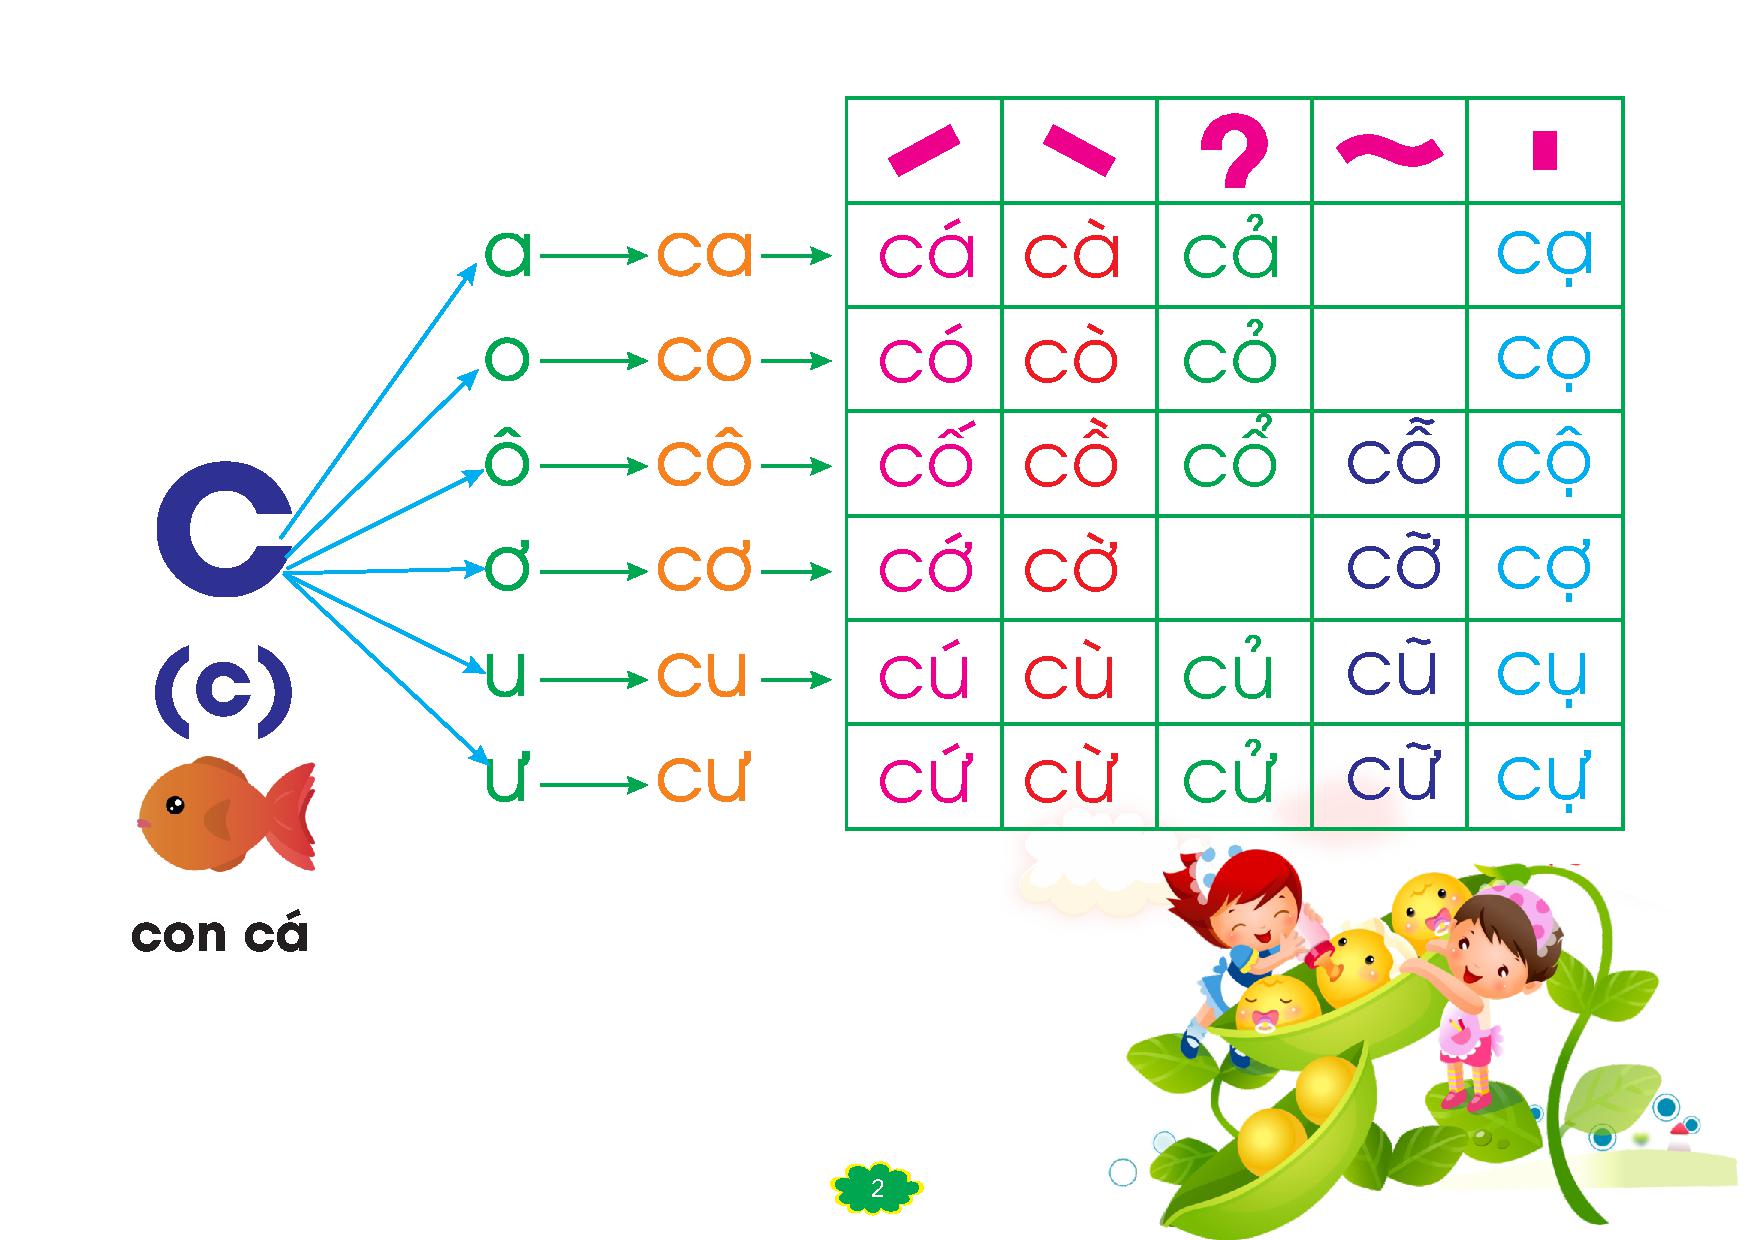 a ca cá cà cả cạ
o co có cò cỏ cọ
ô cô cố cồ cổ cỗ cộ
ơ cơ cớ cờ cỡ cợ
u cu cú cù củ cũ cụ
ư cư cứ cừ cử cữ cự
C
(c)
con cá
2